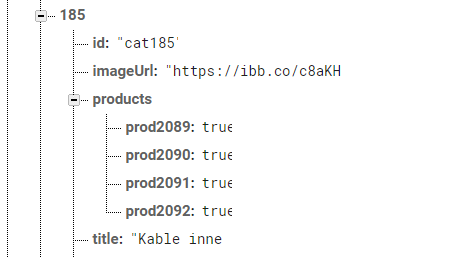 185
id: "cat185'
imageUrl: "https://ibb.co/c8aKH
products
prod2089: true
prod2090: true
prod2091: true
prod2092: true
title: "Kable inne